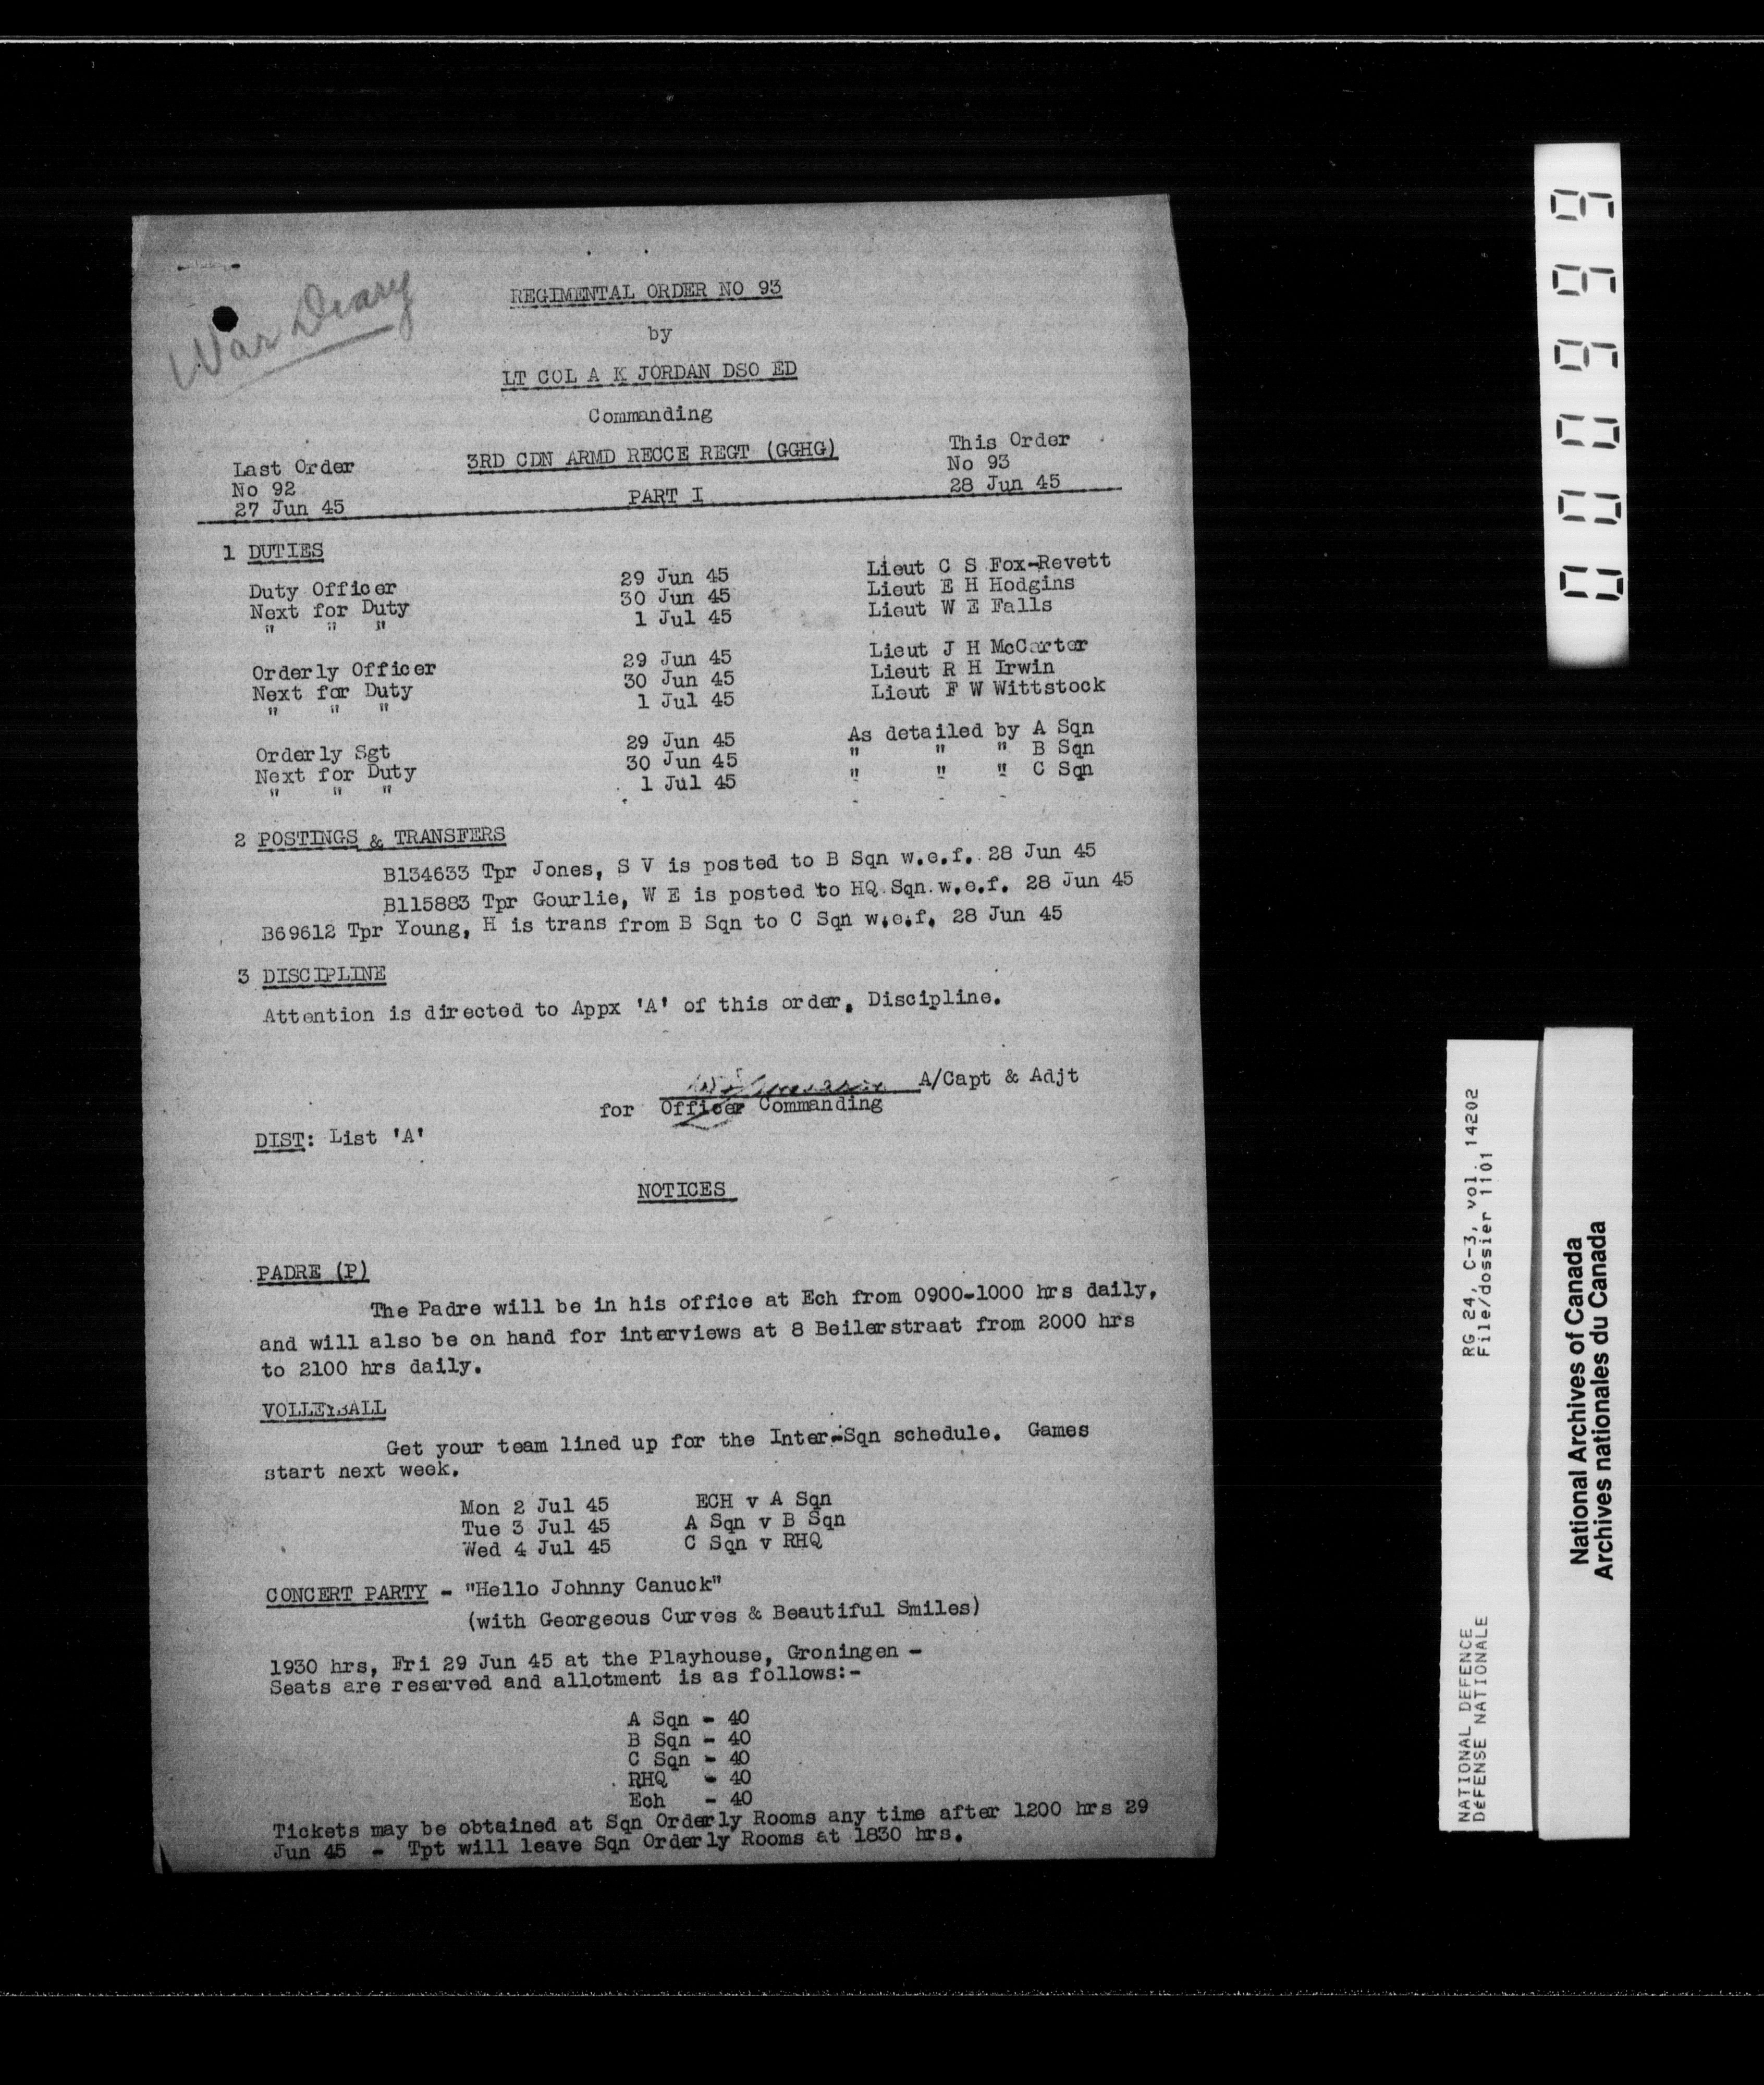 War Diary
REGIMENTAL ORDER NO 93
by
LT COL A K JORDAN DSO ED
Commanding
3RD CDN ARMD RECCE REGT (GGHG)
Last Order
No 92
27 Jun 45
PART I
This Order
No 93
28 Jun 45
1 DUTIES
Duty Officer 29 Jun 45 Lieut C S Fox-Revett
Next for Duty 30 Jun 45 Lieut E H Hodgins
" " " 1 Jul 45 Lieut W E Falls
Orderly Officer 29 Jun 45 Lieut J H McCarter
Next for Duty 30 Jun 45 Lieut R H Irwin
" " " 1 Jul 45 Lieut F W Wittstock
Orderly Sgt 29 Jun 45 As detailed by A Sqn
Next for Duty 30 Jun 45 " " " B Sqn
" " " 1 Jul 45 " " " C Sqn
2 POSTINGS & TRANSFERS
B134633 Tpr Jones, S V is posted to B Sqn w.e.f. 28 Jun 45
B115883 Tpr Gourlie, W E is posted to HQ Sqn w.e.f. 28 Jun 45
B69612 Tpr Young, H is trans from B Sqn to C Sqn w.e.f. 28 Jun 45
3 DISCIPLINE
Attention is directed to Appx 'A' of this order, Discipline.
A/Capt & Adjt
for Officer Commanding
DIST: List 'A'
NOTICES
PADRE (P)
The Padre will be in his office at Ech from 0900-1000 hrs daily,
and will also be on hand for interviews at 8 Beilerstraat from 2000 hrs
to 2100 hrs daily.
VOLLEYBALL
Get your team lined up for the Inter-Sqn schedule. Games
start next week.
Mon 2 Jul 45 ECH v A Sqn
Tue 3 Jul 45 A Sqn v B Sqn
Wed 4 Jul 45 C Sqn v RHQ
CONCERT PARTY - "Hello Johnny Canuck"
(with Georgeous Curves & Beautiful Smiles)
1930 hrs, Fri 29 Jun 45 at the Playhouse, Groningen -
Seats are reserved and allotment is as follows:-
A Sqn - 40
B Sqn - 40
C Sqn - 40
RHQ - 40
Ech - 40
Tickets may be obtained at Sqn Orderly Rooms any time after 1200 hrs 29
Jun 45 - Tpt will leave Sqn Orderly Rooms at 1830 hrs.
000999
NATIONAL DEFENCE RG 24, C-3, vol. 14202
DÉFENSE NATIONALE File/dossier 1101
National Archives of Canada
Archives nationales du Canada